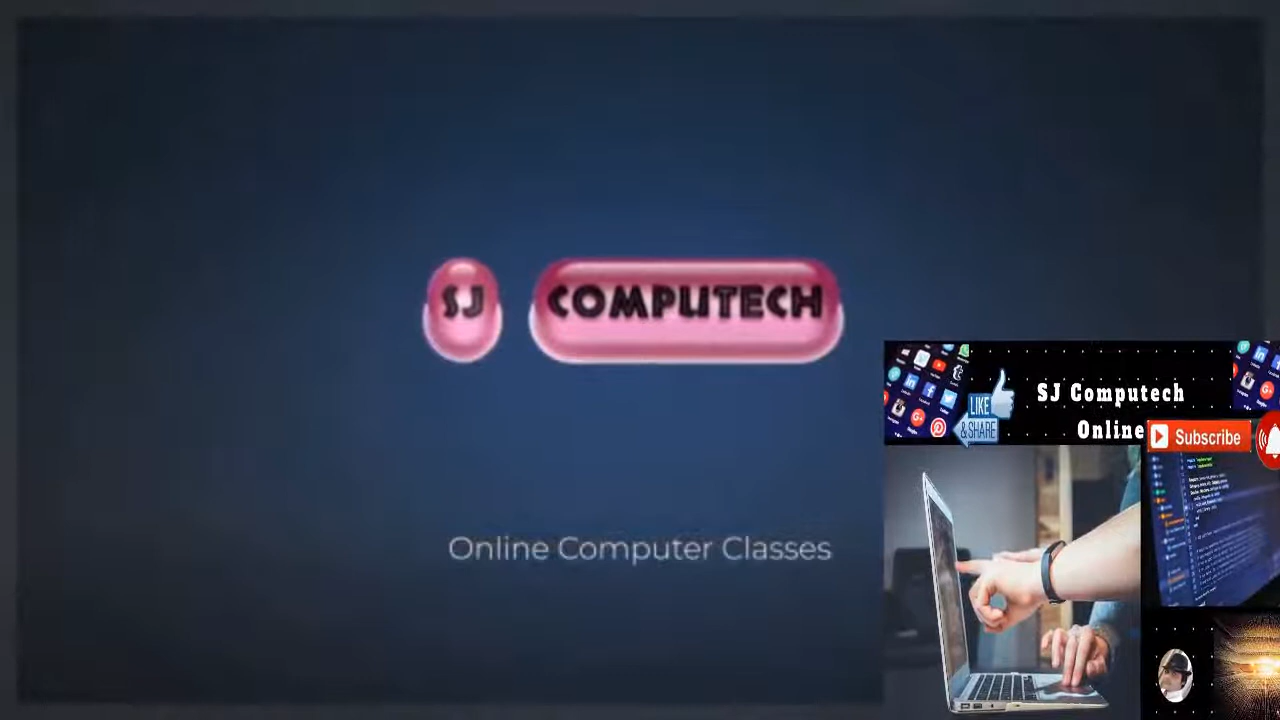 SJ COMPUTECH
Online Computer Classes
SJ Computech
Online
LIKE
& SHARE
Subscribe